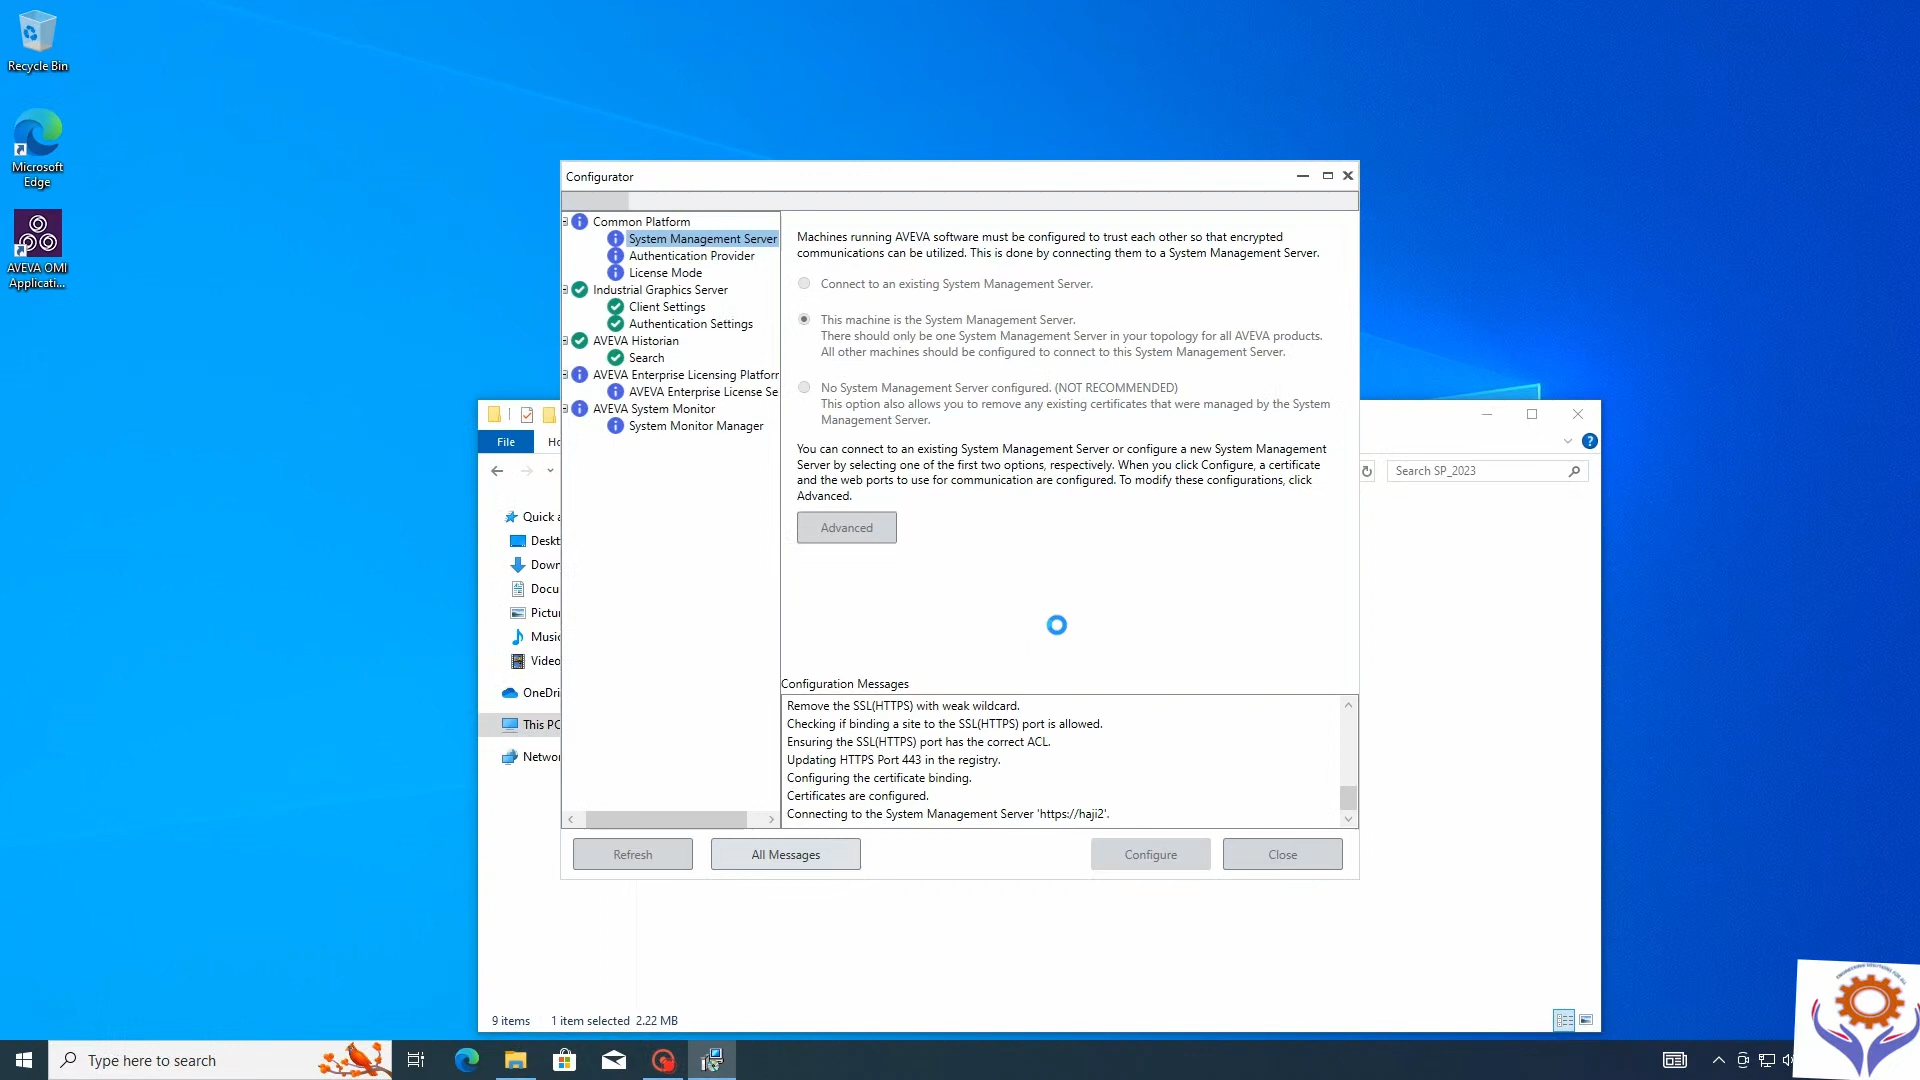 Recycle Bin
Microsoft
Edge
AVEVA OMI
Applicati...
Configurator
Common Platform
System Management Server
Authentication Provider
License Mode
Industrial Graphics Server
Client Settings
Authentication Settings
AVEVA Historian
Search
AVEVA Enterprise Licensing Platforr
AVEVA Enterprise License Se
AVEVA System Monitor
System Monitor Manager
Machines running AVEVA software must be configured to trust each other so that encrypted
communications can be utilized. This is done by connecting them to a System Management Server.
Connect to an existing System Management Server.
This machine is the System Management Server.
There should only be one System Management Server in your topology for all AVEVA products.
All other machines should be configured to connect to this System Management Server.
No System Management Server configured. (NOT RECOMMENDED)
This option also allows you to remove any existing certificates that were managed by the System
Management Server.
You can connect to an existing System Management Server or configure a new System Management
Server by selecting one of the first two options, respectively. When you click Configure, a certificate
and the web ports to use for communication are configured. To modify these configurations, click
Advanced.
Advanced
Configuration Messages
Remove the SSL(HTTPS) with weak wildcard.
Checking if binding a site to the SSL(HTTPS) port is allowed.
Ensuring the SSL(HTTPS) port has the correct ACL.
Updating HTTPS Port 443 in the registry.
Configuring the certificate binding.
Certificates are configured.
Connecting to the System Management Server 'https://haji2'.
Refresh
All Messages
Configure
Close
File
Ho
Search SP_2023
Quick a
Deskt
Down
Docu
Pictu
Music
Video
OneDri
This PC
Netwo
9 items
1 item selected 2.22 MB
Type here to search